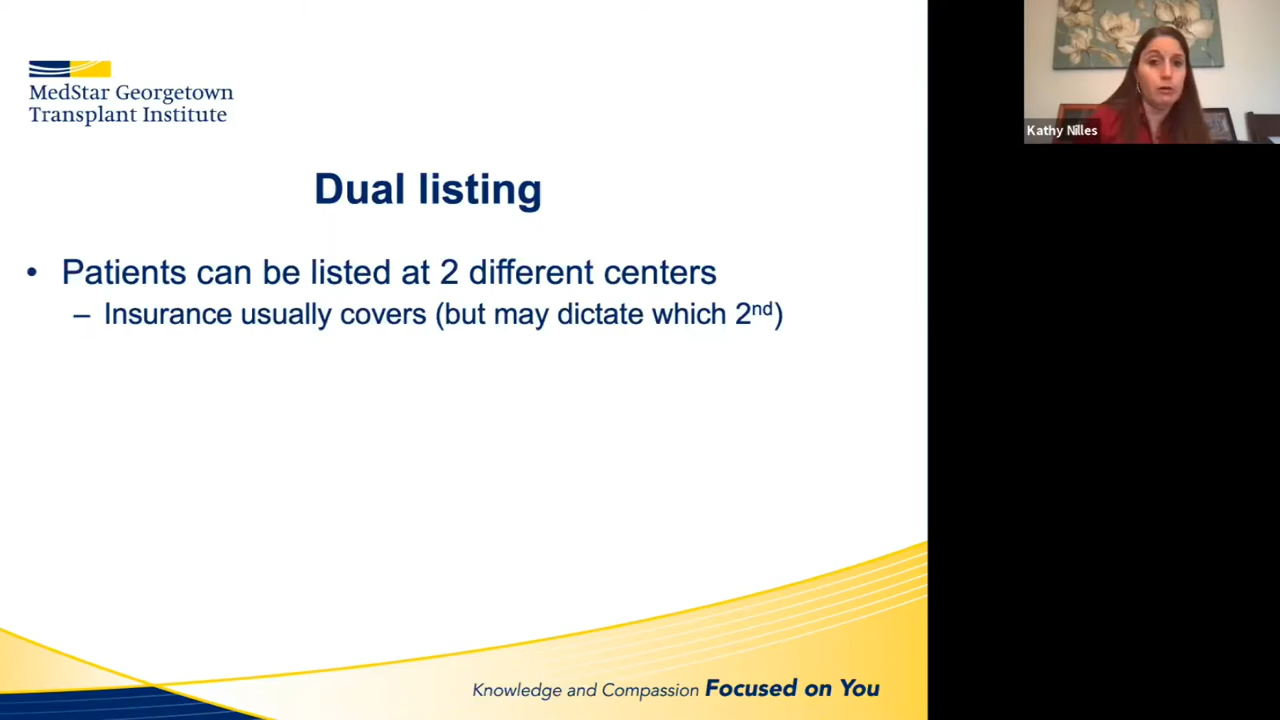 MedStar Georgetown
Transplant Institute
Kathy Nilles
Dual listing
• Patients can be listed at 2 different centers
– Insurance usually covers (but may dictate which 2nd)
Knowledge and Compassion Focused on You